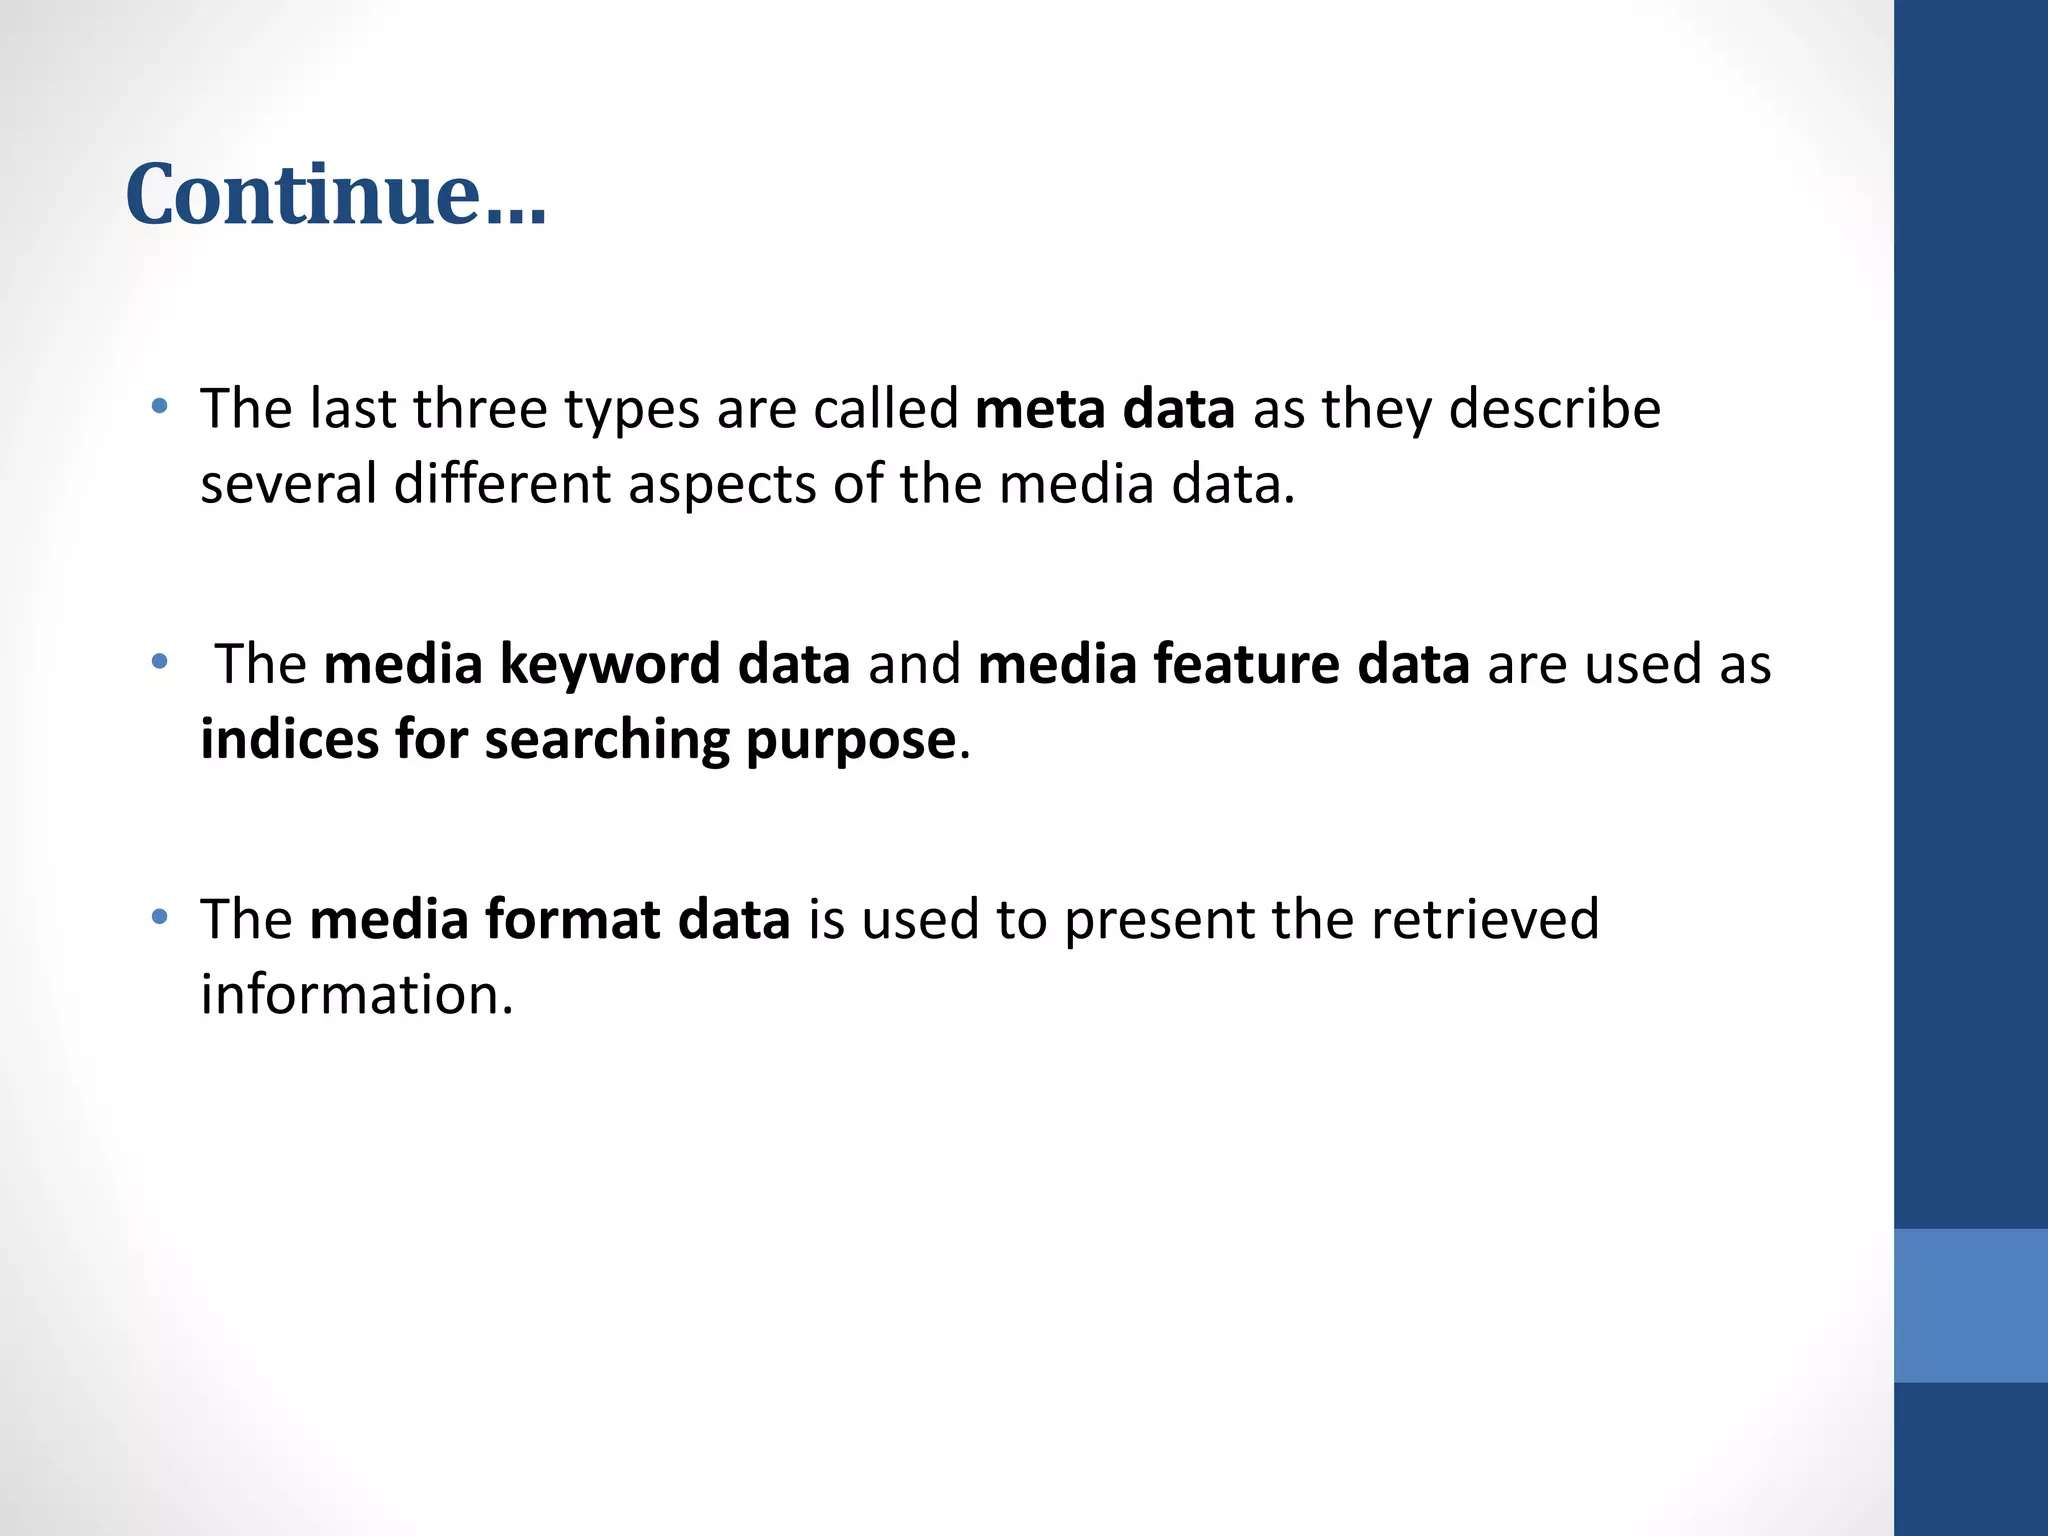 Continue…
• The last three types are called meta data as they describe
several different aspects of the media data.
• The media keyword data and media feature data are used as
indices for searching purpose.
• The media format data is used to present the retrieved
information.